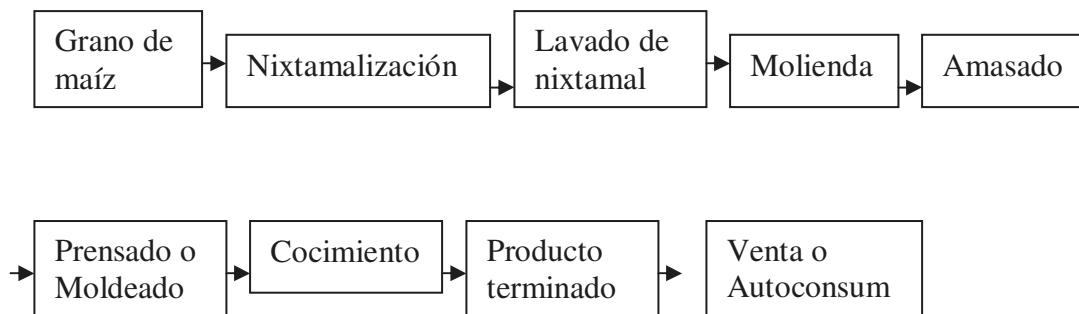 Grano de
maíz
Nixtamalización
Lavado de
nixtamal
Molienda
Amasado
Prensado o
Moldeado
Cocimiento
Producto
terminado
Venta o
Autoconsum